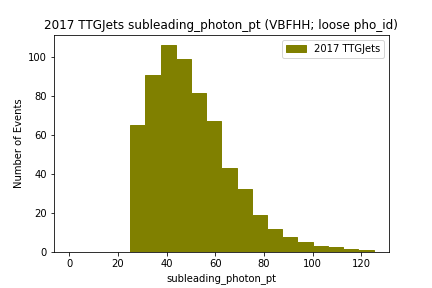 2017 TTGJets subleading_photon_pt (VBFHH; loose pho_id)
2017 TTGJets
100
80
60
40
20
0
Number of Events
0 20 40 60 80 100 120
subleading_photon_pt